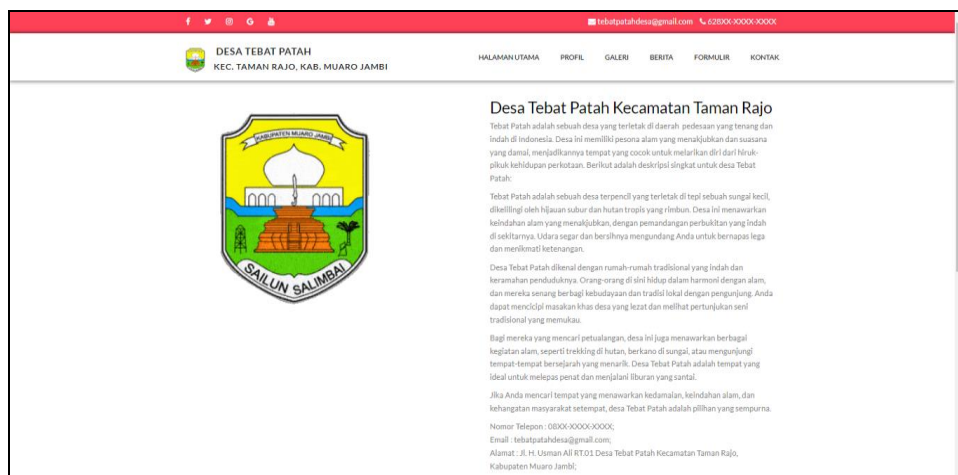 tebatpatahdesa@gmail.com 628XX-XXXX-XXXX
DESA TEBAT PATAH
KEC. TAMAN RAJO, KAB. MUARO JAMBI
HALAMAN UTAMA PROFIL GALERI BERITA FORMULIR KONTAK
KABUPATEN MUARO JAMBI
SAILUN SALIMBAI
Desa Tebat Patah Kecamatan Taman Rajo
Tebat Patah adalah sebuah desa yang terletak di daerah pedesaan yang tenang dan
indah di Indonesia. Desa ini memiliki pesona alam yang menakjubkan dan suasana
yang damai, menjadikannya tempat yang cocok untuk melarikan diri dari hiruk-
pikuk kehidupan perkotaan. Berikut adalah deskripsi singkat untuk desa Tebat
Patah:
Tebat Patah adalah sebuah desa terpencil yang terletak di tepi sebuah sungai kecil,
dikelilingi oleh hijauan subur dan hutan tropis yang rimbun. Desa ini menawarkan
keindahan alam yang menakjubkan, dengan pemandangan perbukitan yang indah
di sekitarnya. Udara segar dan bersihnya mengundang Anda untuk bernapas lega
dan menikmati ketenangan.
Desa Tebat Patah dikenal dengan rumah-rumah tradisional yang indah dan
keramahan penduduknya. Orang-orang di sini hidup dalam harmoni dengan alam,
dan mereka senang berbagi kebudayaan dan tradisi lokal dengan pengunjung. Anda
dapat mencicipi masakan khas desa yang lezat dan melihat pertunjukan seni
tradisional yang memukau.
Bagi mereka yang mencari petualangan, desa ini juga menawarkan berbagai
kegiatan alam, seperti trekking di hutan, berkano di sungai, atau mengunjungi
tempat-tempat bersejarah yang menarik. Desa Tebat Patah adalah tempat yang
ideal untuk melepas penat dan menjalani liburan yang santai.
Jika Anda mencari tempat yang menawarkan kedamaian, keindahan alam, dan
kehangatan masyarakat setempat, desa Tebat Patah adalah pilihan yang sempurna.
Nomor Telepon : 08XX-XXXX-XXXX;
Email : tebatpatahdesa@gmail.com;
Alamat : Jl. H. Usman Ali RT.01 Desa Tebat Patah Kecamatan Taman Rajo,
Kabupaten Muaro Jambi;